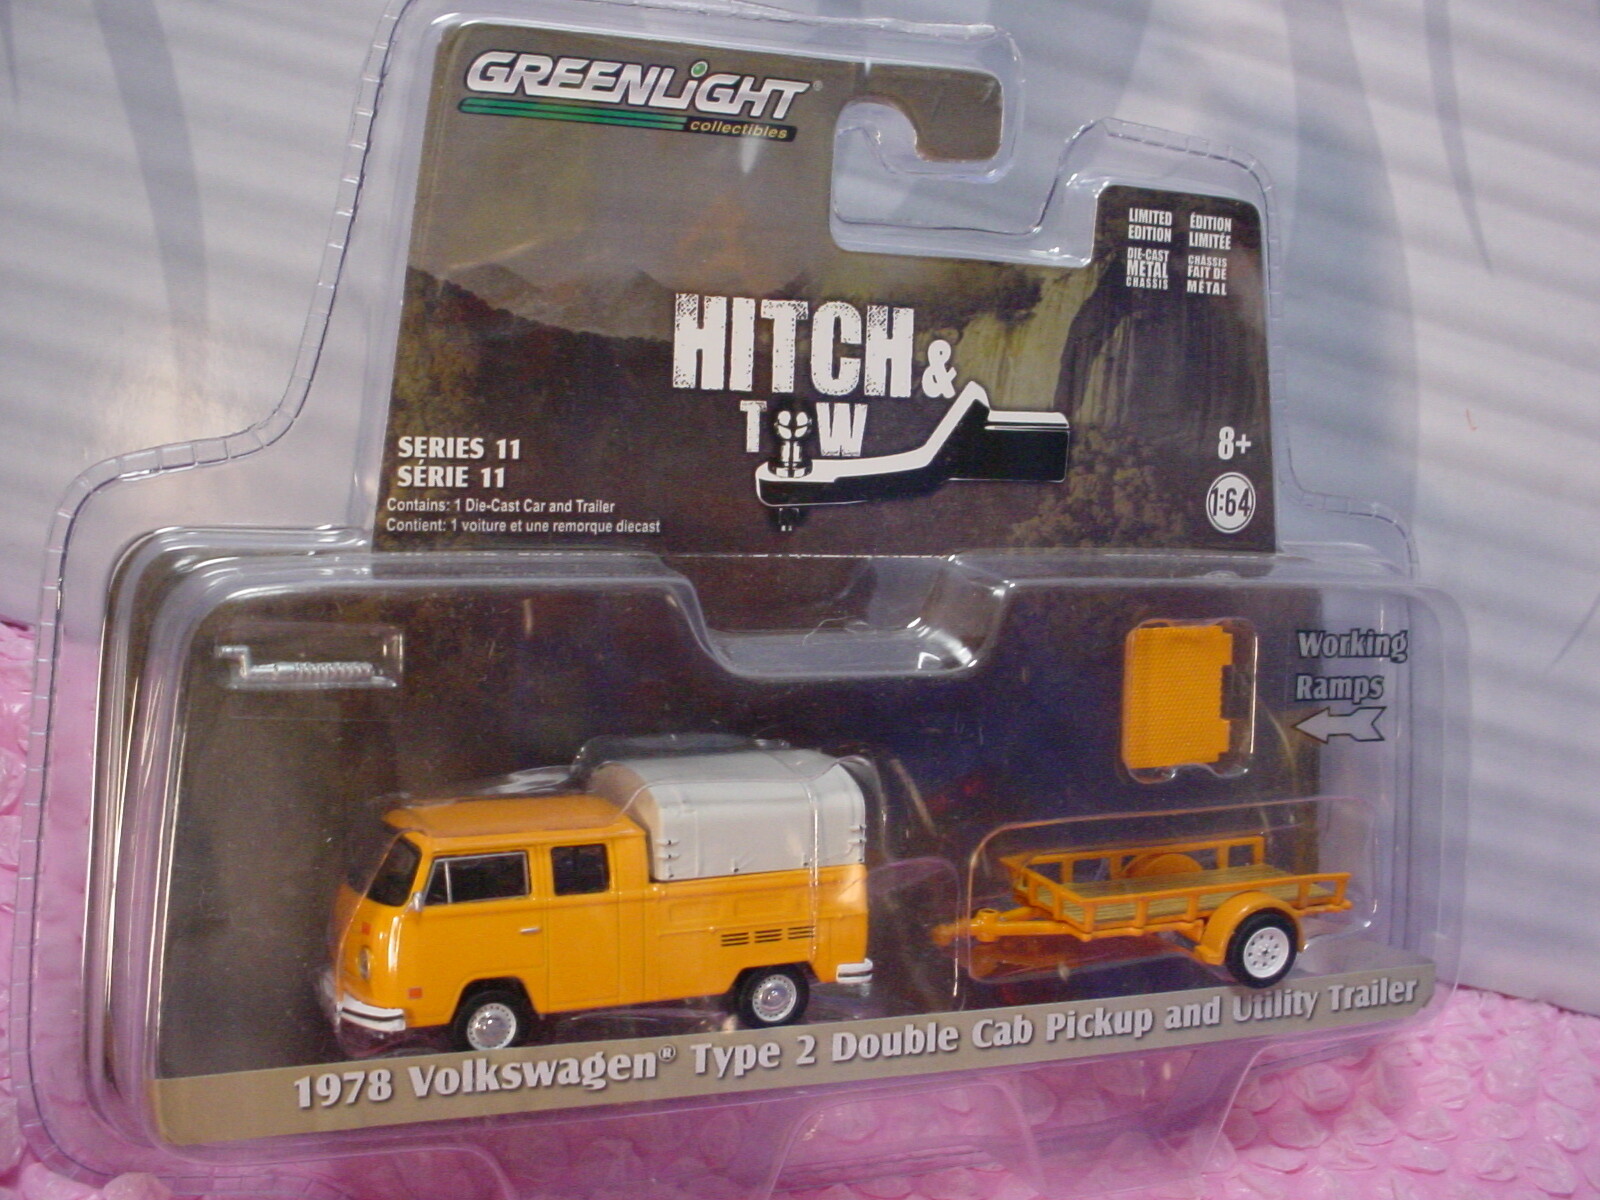 GREENLiGHT®
collectibles
LIMITED EDITION
DIE-CAST METAL CHASSIS
ÉDITION LIMITÉE
CHÂSSIS FAIT DE MÉTAL
HITCH &
TOW
SERIES 11
SÉRIE 11
Contains: 1 Die-Cast Car and Trailer
Contient: 1 voiture et une remorque diecast
8+
1:64
Working
Ramps
1978 Volkswagen® Type 2 Double Cab Pickup and Utility Trailer